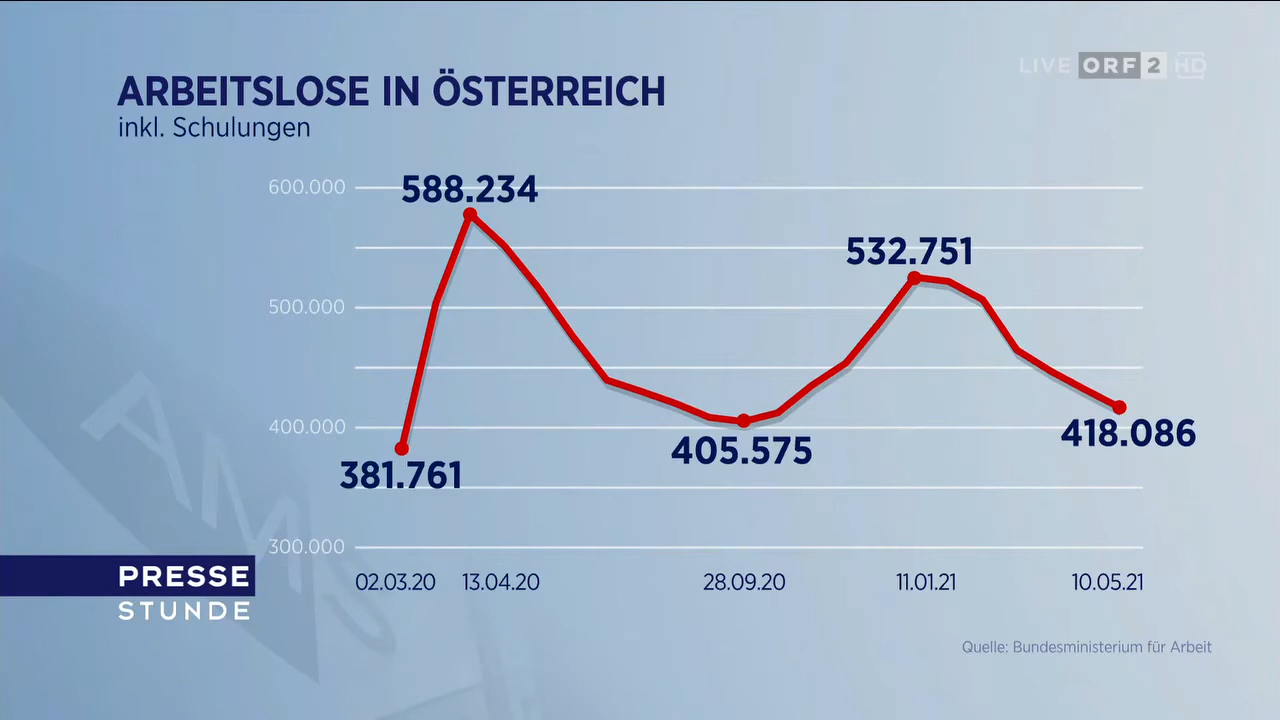 LIVE ORF 2 HD
ARBEITSLOSE IN ÖSTERREICH
inkl. Schulungen
600.000
588.234
532.751
500.000
400.000
405.575
418.086
381.761
300.000
AMS
02.03.20
13.04.20
28.09.20
11.01.21
10.05.21
PRESSE
STUNDE
Quelle: Bundesministerium für Arbeit